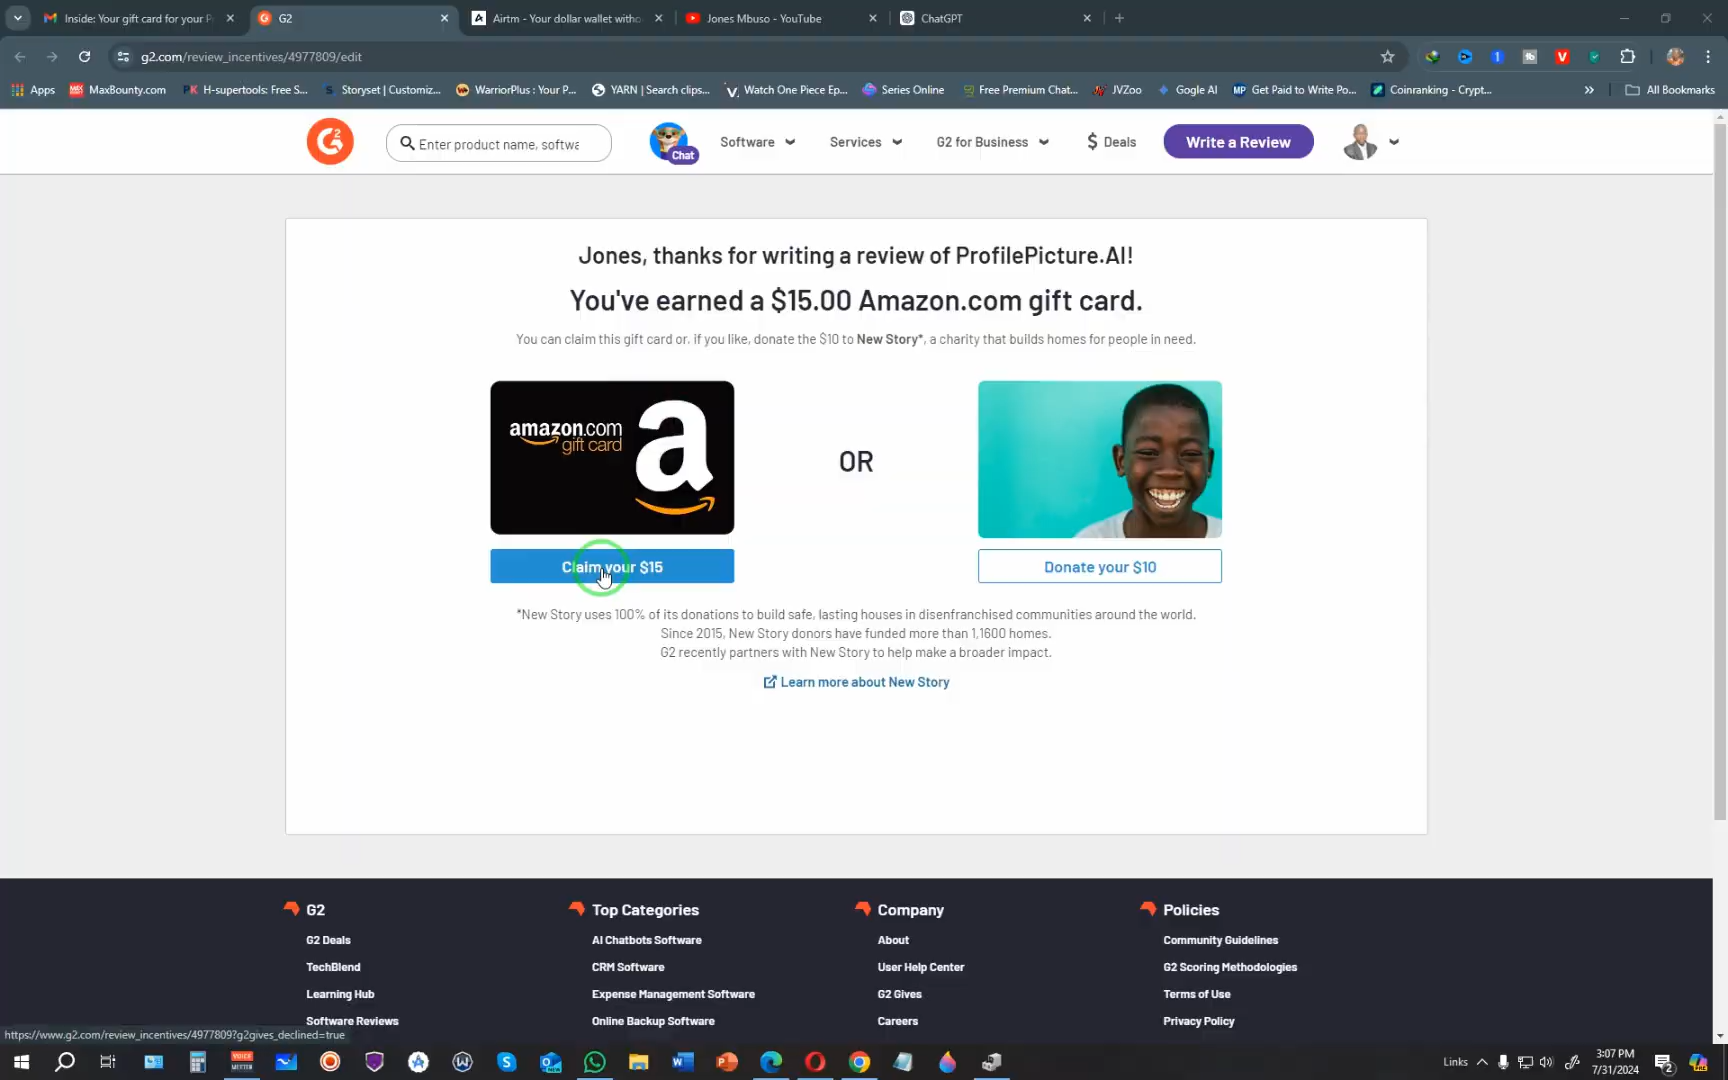 Inside: Your gift card for your P
G2
Airtm - Your dollar wallet witho
Jones Mbuso - YouTube
ChatGPT
g2.com/review_incentives/4977809/edit
Apps
MaxBounty.com
H-supertools: Free S...
Storyset | Customiz...
WarriorPlus : Your P...
YARN | Search clips...
Watch One Piece Ep...
Series Online
Free Premium Chat...
JVZoo
Gogle AI
Get Paid to Write Po...
Coinranking - Crypt...
All Bookmarks
Enter product name, softwa
Chat
Software
Services
G2 for Business
$ Deals
Write a Review
Jones, thanks for writing a review of ProfilePicture.AI!
You've earned a $15.00 Amazon.com gift card.
You can claim this gift card or, if you like, donate the $10 to New Story*, a charity that builds homes for people in need.
amazon.com
gift card
a
OR
Claim your $15
Donate your $10
*New Story uses 100% of its donations to build safe, lasting houses in disenfranchised communities around the world.
Since 2015, New Story donors have funded more than 1,1600 homes.
G2 recently partners with New Story to help make a broader impact.
Learn more about New Story
G2
G2 Deals
TechBlend
Learning Hub
Software Reviews
Top Categories
AI Chatbots Software
CRM Software
Expense Management Software
Online Backup Software
Company
About
User Help Center
G2 Gives
Careers
Policies
Community Guidelines
G2 Scoring Methodologies
Terms of Use
Privacy Policy
https://www.g2.com/review_incentives/4977809?g2gives_declined=true
Links
3:07 PM
7/31/2024
2